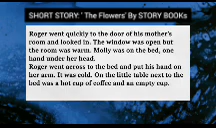 SHORT STORY: ' The Flowers' By STORY BOOKs
Roger went quickly to the door of his mother's
room and looked in. The window was open but
the room was warm. Molly was on the bed, one
hand under her head.
Roger went across to the bed and put his hand on
her arm. It was cold. On the little table next to the
bed was a hot cup of coffee and an empty cup.